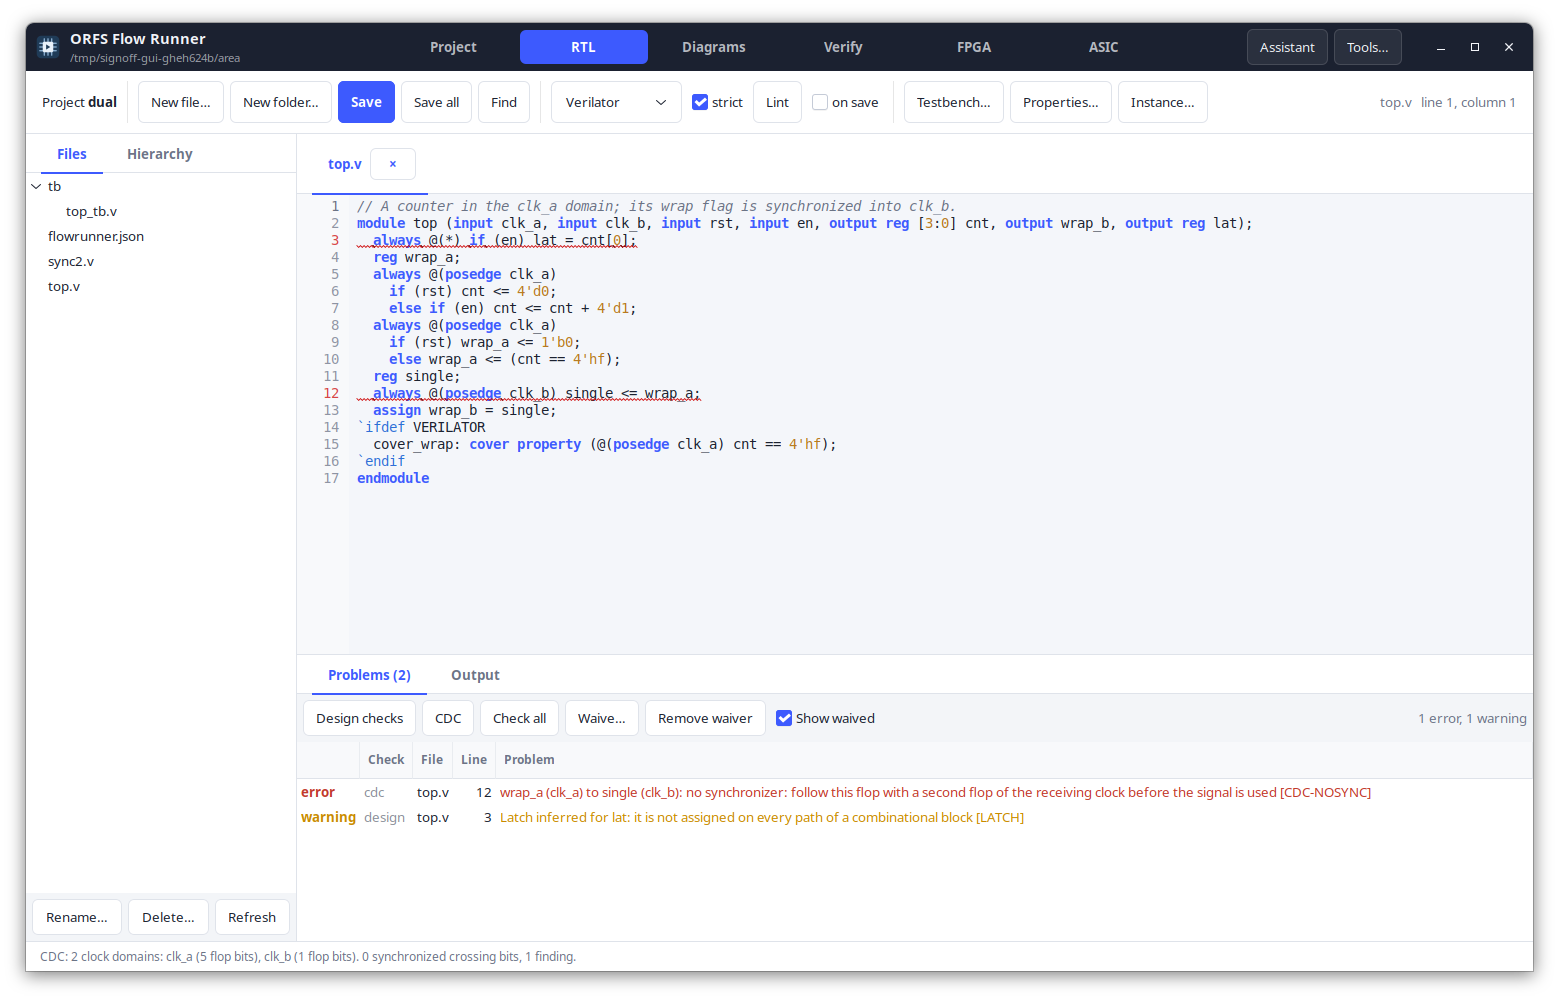 ORFS Flow Runner
/tmp/signoff-gui-gheh624b/area
Project RTL Diagrams Verify FPGA ASIC Assistant Tools...
Project dual New file... New folder... Save Save all Find Verilator strict Lint on save Testbench... Properties... Instance... top.v line 1, column 1
Files Hierarchy
tb
top_tb.v
flowrunner.json
sync2.v
top.v
Rename... Delete... Refresh
top.v ×
1 // A counter in the clk_a domain; its wrap flag is synchronized into clk_b.
2 module top (input clk_a, input clk_b, input rst, input en, output reg [3:0] cnt, output wrap_b, output reg lat);
3 always @(*) if (en) lat = cnt[0];
4 reg wrap_a;
5 always @(posedge clk_a)
6 if (rst) cnt <= 4'd0;
7 else if (en) cnt <= cnt + 4'd1;
8 always @(posedge clk_a)
9 if (rst) wrap_a <= 1'b0;
10 else wrap_a <= (cnt == 4'hf);
11 reg single;
12 always @(posedge clk_b) single <= wrap_a;
13 assign wrap_b = single;
14 `ifdef VERILATOR
15 cover_wrap: cover property (@(posedge clk_a) cnt == 4'hf);
16 `endif
17 endmodule
Problems (2) Output
Design checks CDC Check all Waive... Remove waiver Show waived 1 error, 1 warning
Check File Line Problem
error cdc top.v 12 wrap_a (clk_a) to single (clk_b): no synchronizer: follow this flop with a second flop of the receiving clock before the signal is used [CDC-NOSYNC]
warning design top.v 3 Latch inferred for lat: it is not assigned on every path of a combinational block [LATCH]
CDC: 2 clock domains: clk_a (5 flop bits), clk_b (1 flop bits). 0 synchronized crossing bits, 1 finding.